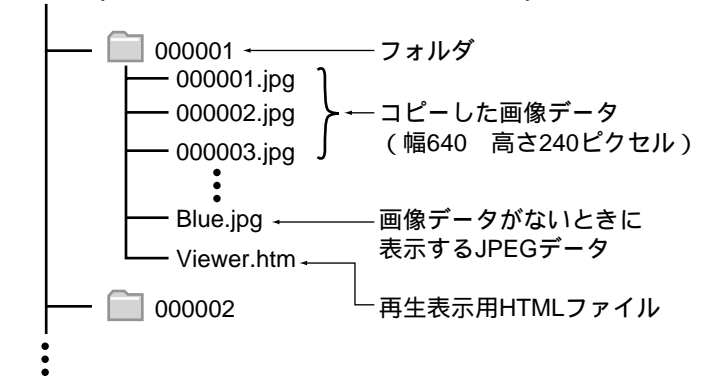 000001 フォルダ
000001.jpg
000002.jpg コピーした画像データ
000003.jpg (幅640 高さ240ピクセル)
Blue.jpg 画像データがないときに
表示するJPEGデータ
Viewer.htm
000002 再生表示用HTMLファイル